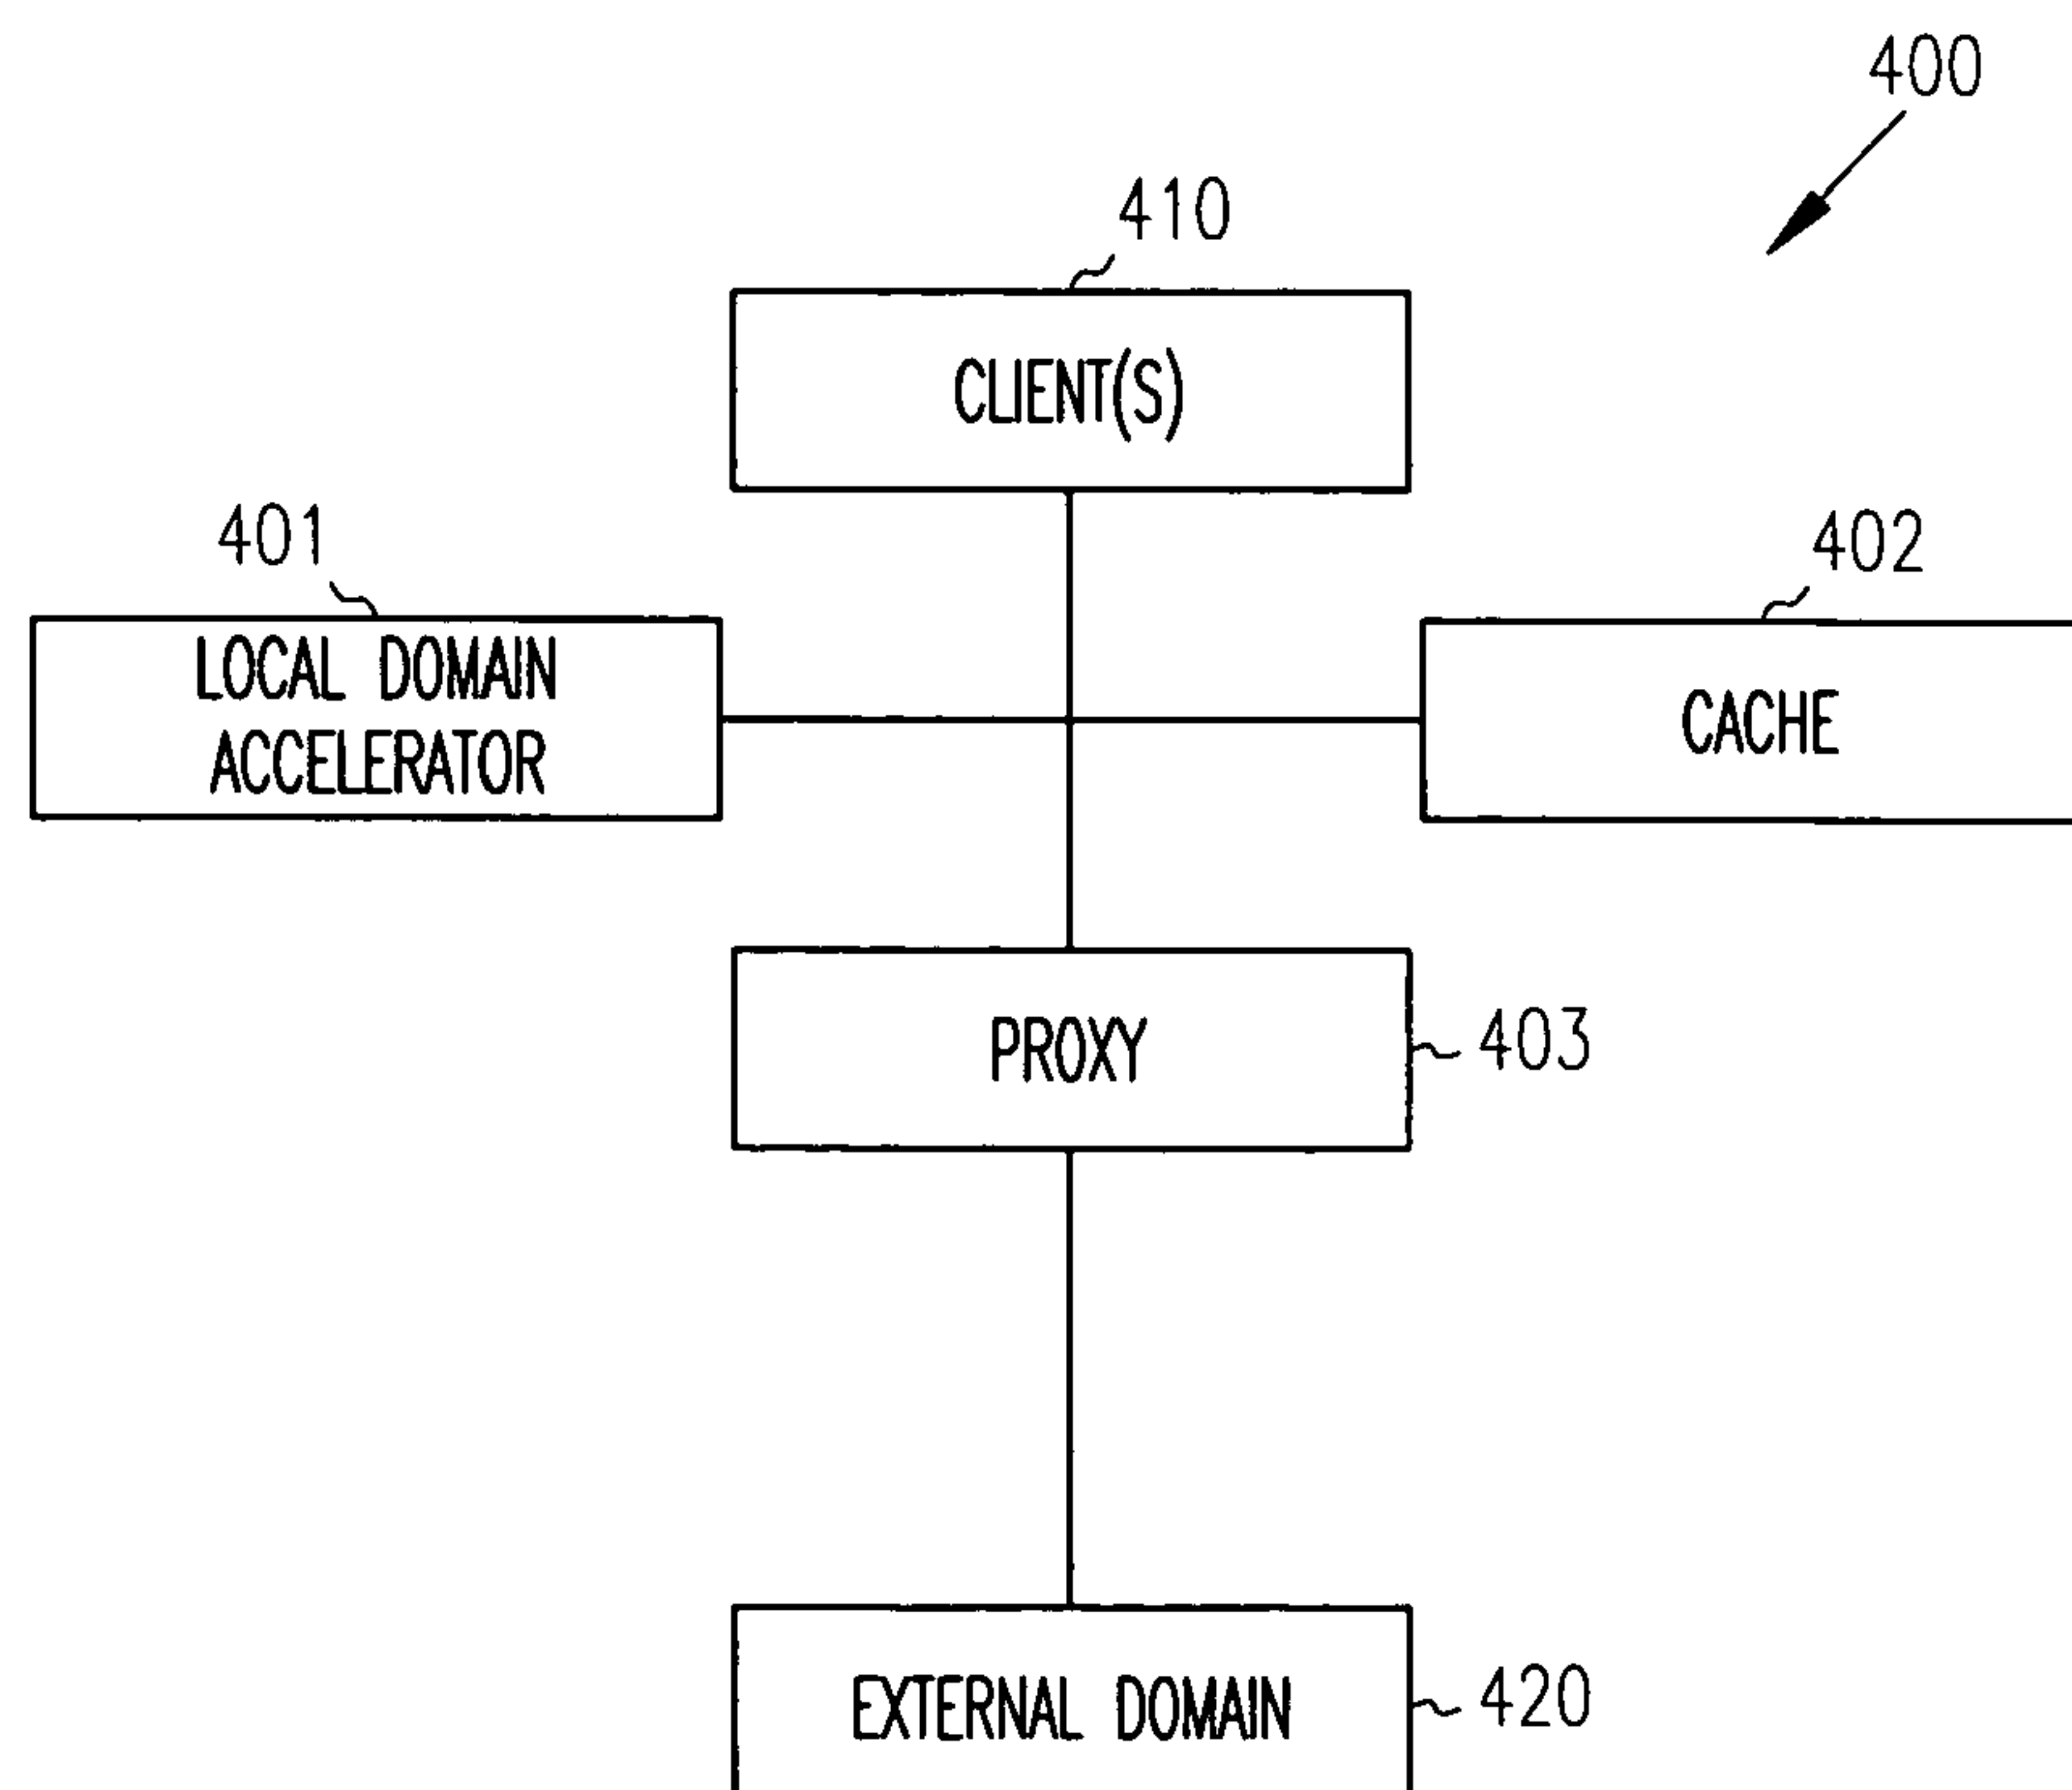 400
410
CLIENT(S)
401
402
LOCAL DOMAIN
ACCELERATOR
CACHE
PROXY
403
EXTERNAL DOMAIN
420